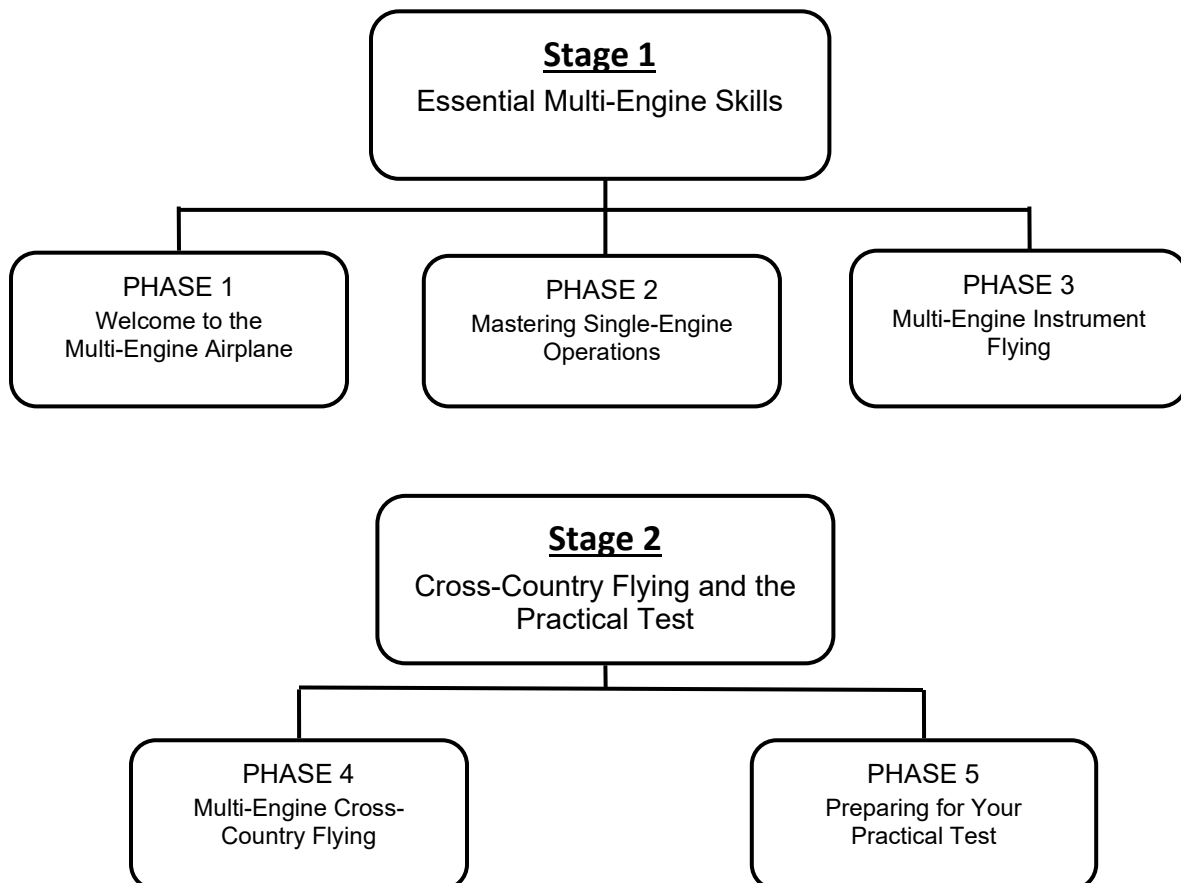 Stage 1
Essential Multi-Engine Skills
PHASE 1
Welcome to the
Multi-Engine Airplane
PHASE 2
Mastering Single-Engine
Operations
PHASE 3
Multi-Engine Instrument
Flying
Stage 2
Cross-Country Flying and the
Practical Test
PHASE 4
Multi-Engine Cross-
Country Flying
PHASE 5
Preparing for Your
Practical Test